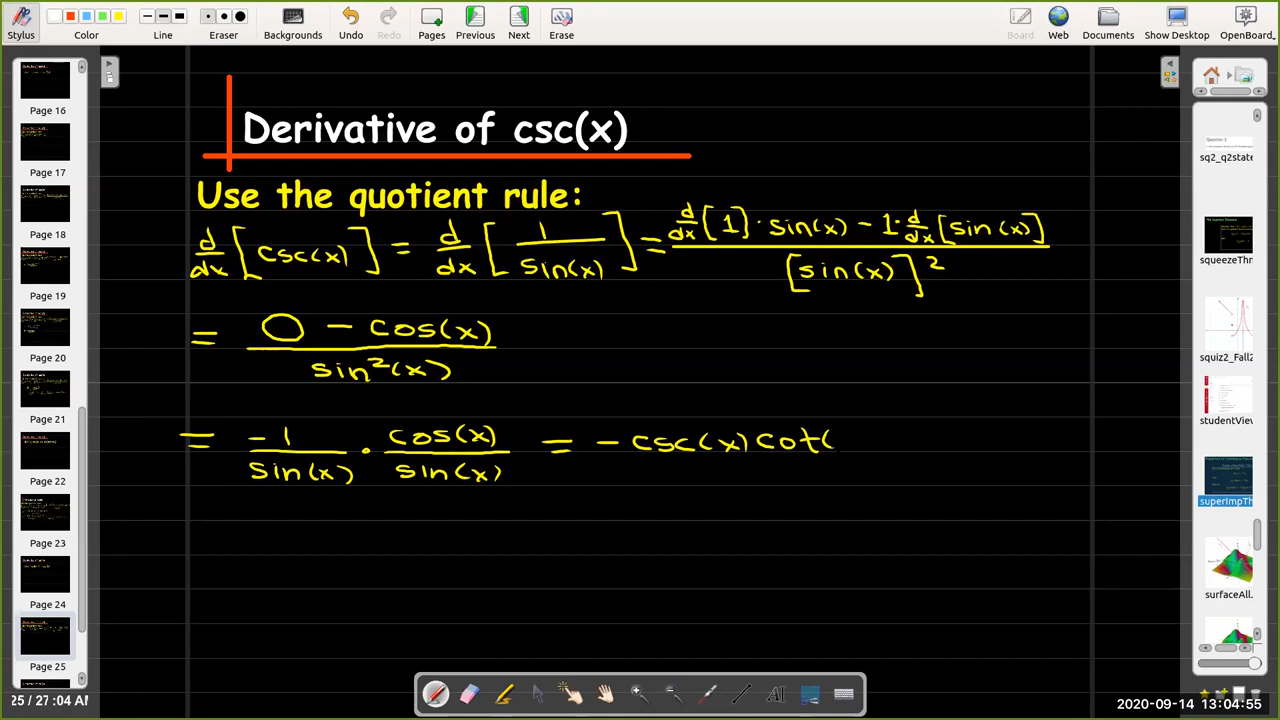 Stylus Color Line Eraser Backgrounds Undo Redo Pages Previous Next Erase Board Web Documents Show Desktop OpenBoard
Page 16
Page 17
Page 18
Page 19
Page 20
Page 21
Page 22
Page 23
Page 24
Page 25
Derivative of csc(x)
Use the quotient rule:
d/dx [csc(x)] = d/dx [1/sin(x)] = (d/dx [1] · sin(x) - 1 · d/dx [sin(x)]) / [sin(x)]²
= (0 - cos(x)) / sin²(x)
= -1/sin(x) · cos(x)/sin(x) = - csc(x) cot(
sq2_q2state
squeezeThr
squiz2_Fall2
studentView
superImpTh
surfaceAll.
25 / 27:04 AM
2020-09-14 13:04:55